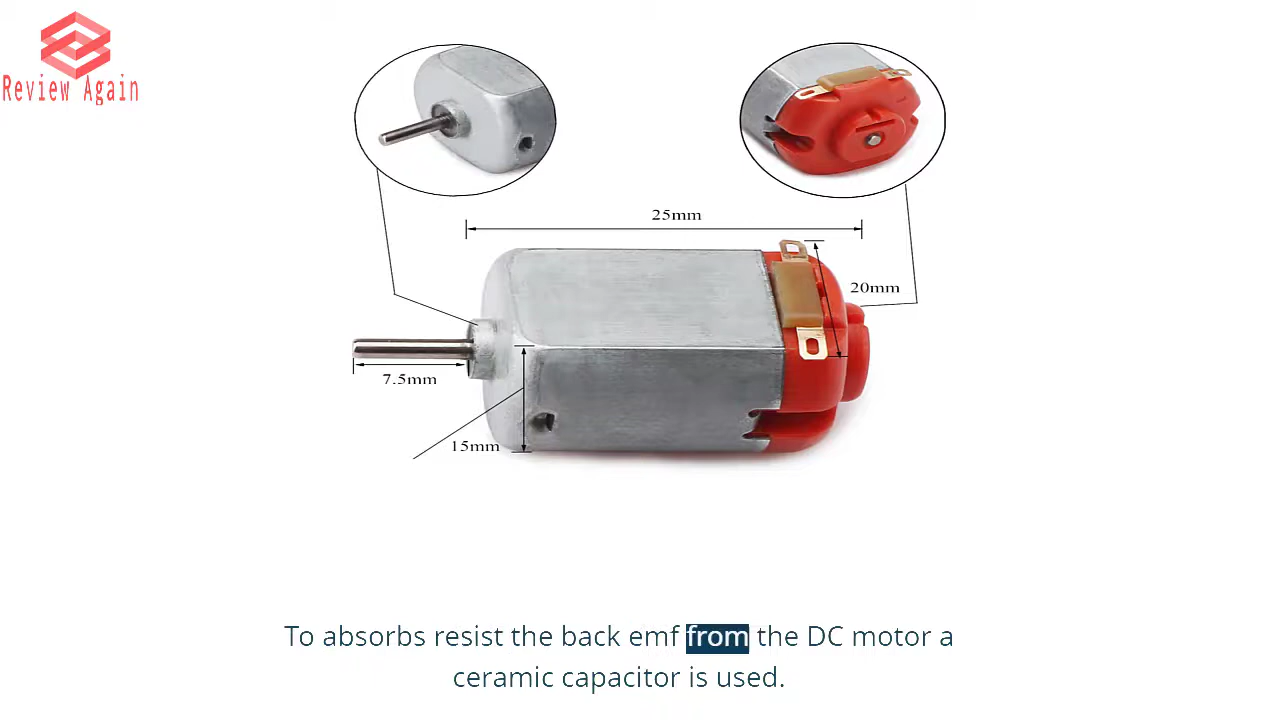 Review Again
25mm
20mm
7.5mm
15mm
To absorbs resist the back emf from the DC motor a
ceramic capacitor is used.